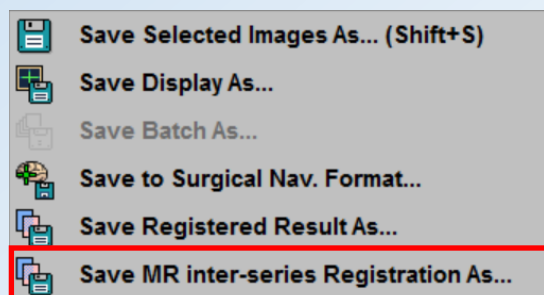 Save Selected Images As... (Shift+S)
Save Display As...
Save Batch As...
Save to Surgical Nav. Format...
Save Registered Result As...
Save MR inter-series Registration As...